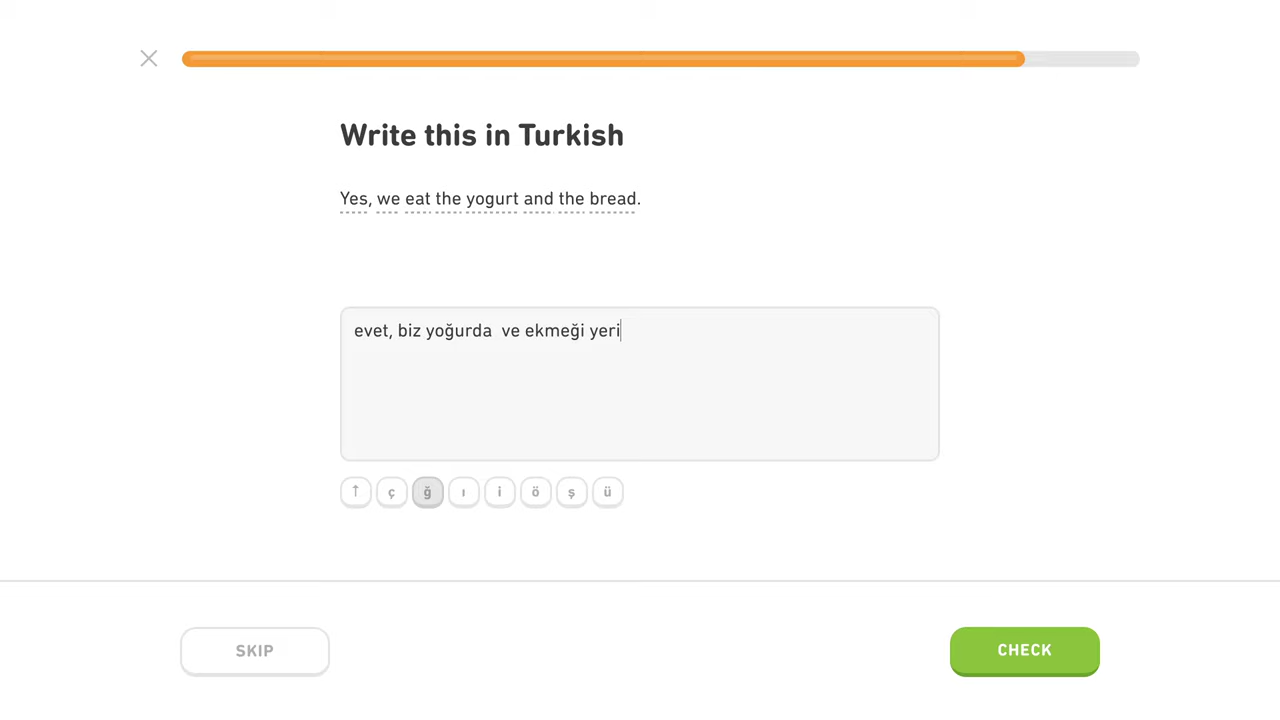 Write this in Turkish
Yes, we eat the yogurt and the bread.
evet, biz yoğurda  ve ekmeği yeri
↑ ç ğ ı i ö ş ü
SKIP
CHECK